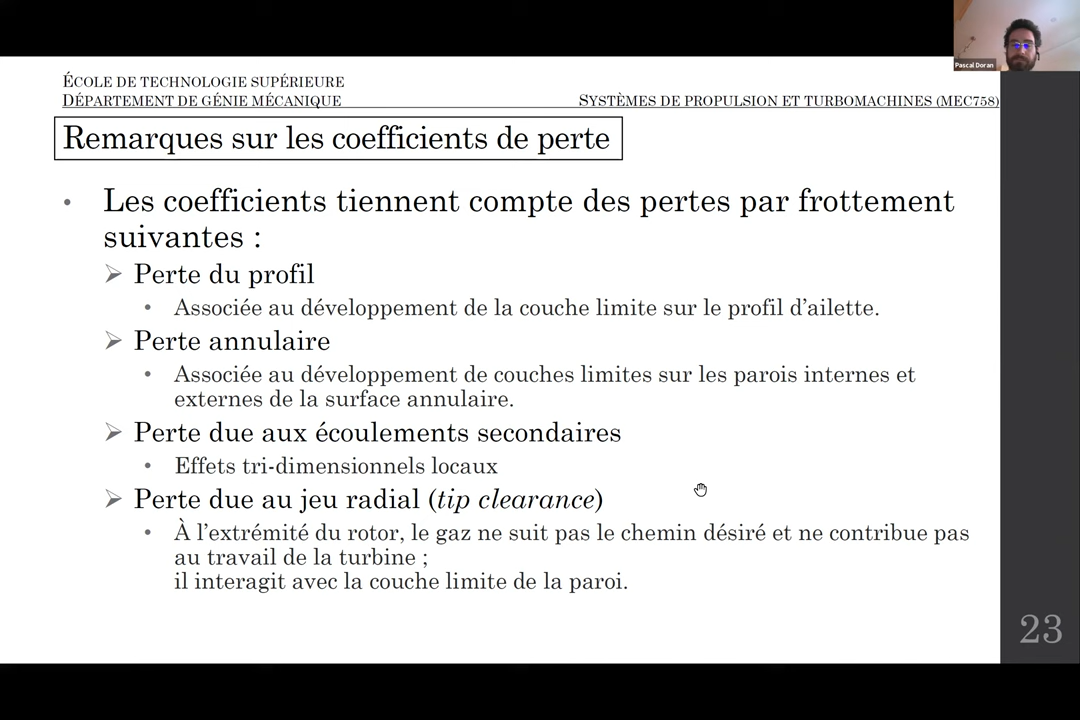 Pascal Doran
ÉCOLE DE TECHNOLOGIE SUPÉRIEURE
DÉPARTEMENT DE GÉNIE MÉCANIQUE
SYSTÈMES DE PROPULSION ET TURBOMACHINES (MEC758)
Remarques sur les coefficients de perte
• Les coefficients tiennent compte des pertes par frottement
suivantes :
➢ Perte du profil
• Associée au développement de la couche limite sur le profil d’ailette.
➢ Perte annulaire
• Associée au développement de couches limites sur les parois internes et
externes de la surface annulaire.
➢ Perte due aux écoulements secondaires
• Effets tri-dimensionnels locaux
➢ Perte due au jeu radial (tip clearance)
• À l’extrémité du rotor, le gaz ne suit pas le chemin désiré et ne contribue pas
au travail de la turbine ;
il interagit avec la couche limite de la paroi.
23